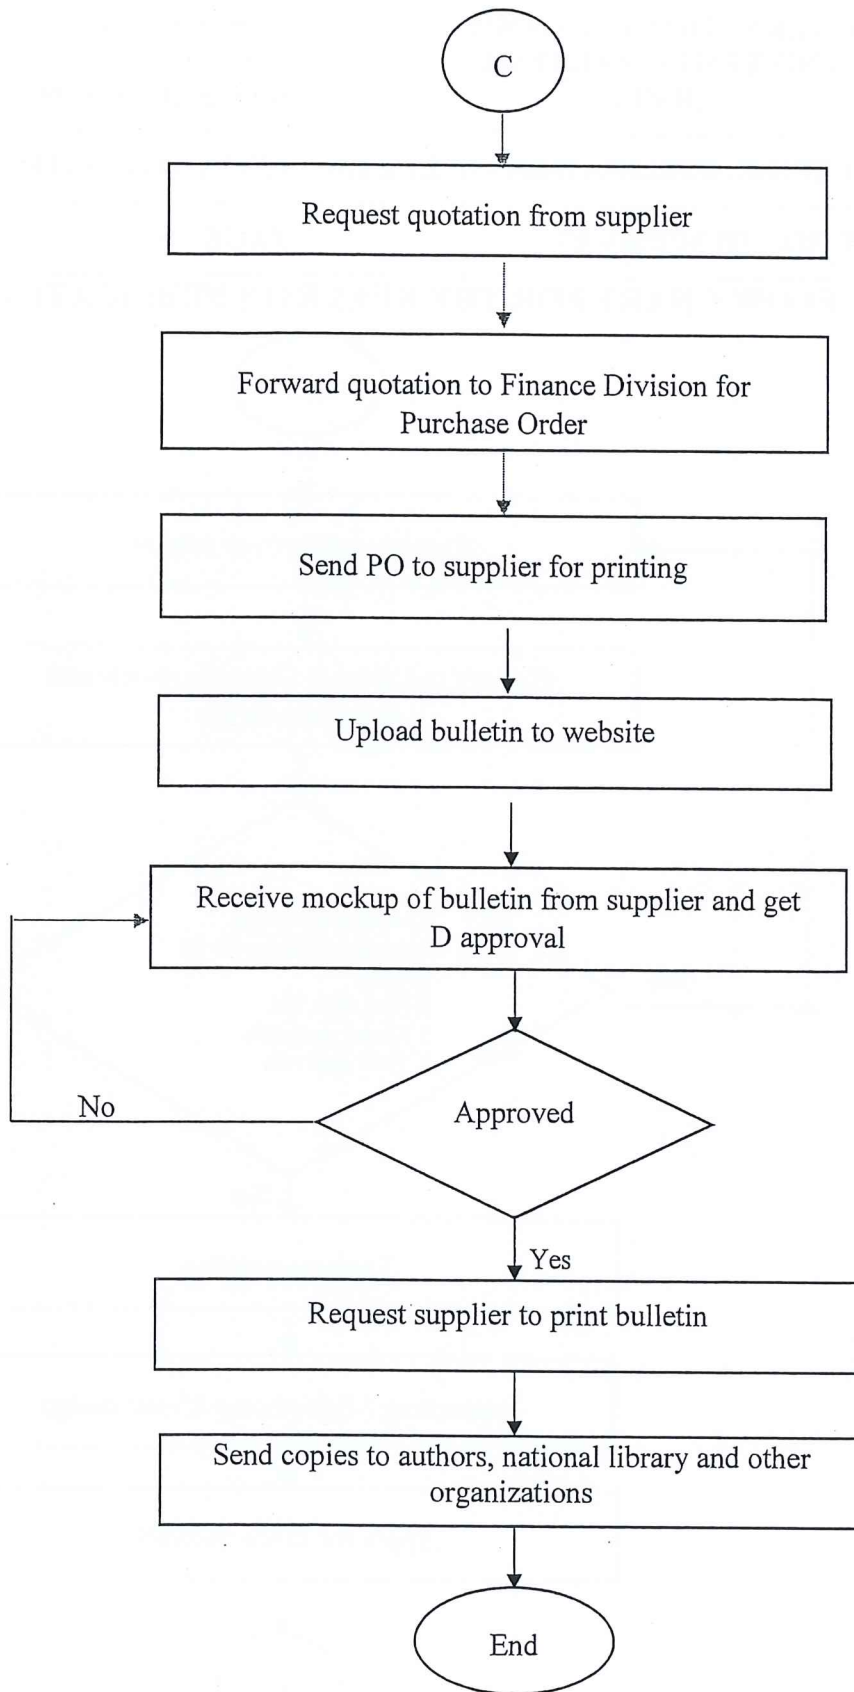 C
Request quotation from supplier
Forward quotation to Finance Division for
Purchase Order
Send PO to supplier for printing
Upload bulletin to website
Receive mockup of bulletin from supplier and get
D approval
No
Approved
Yes
Request supplier to print bulletin
Send copies to authors, national library and other
organizations
End